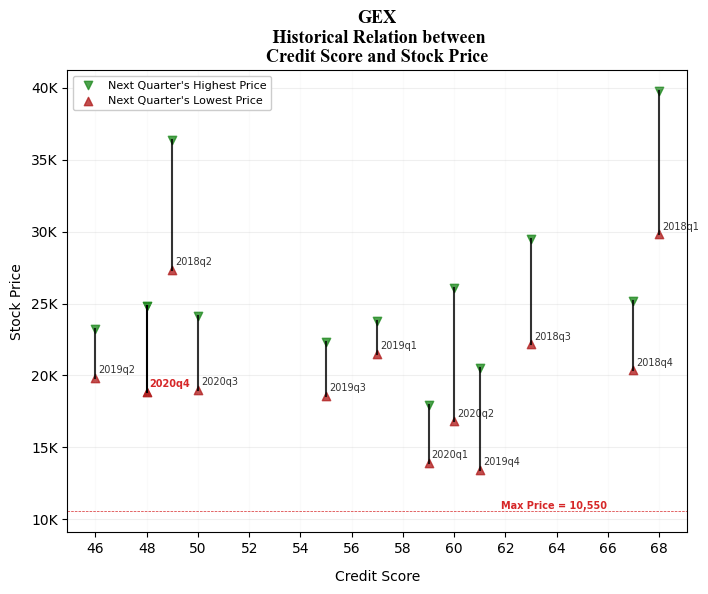 GEX
Historical Relation between
Credit Score and Stock Price
Next Quarter's Highest Price
Next Quarter's Lowest Price
40K
35K
30K
25K
20K
15K
10K
Stock Price
2018q1
2018q2
2018q3
2018q4
2019q1
2019q2
2020q4
2020q3
2019q3
2020q2
2020q1
2019q4
Max Price = 10,550
46 48 50 52 54 56 58 60 62 64 66 68
Credit Score